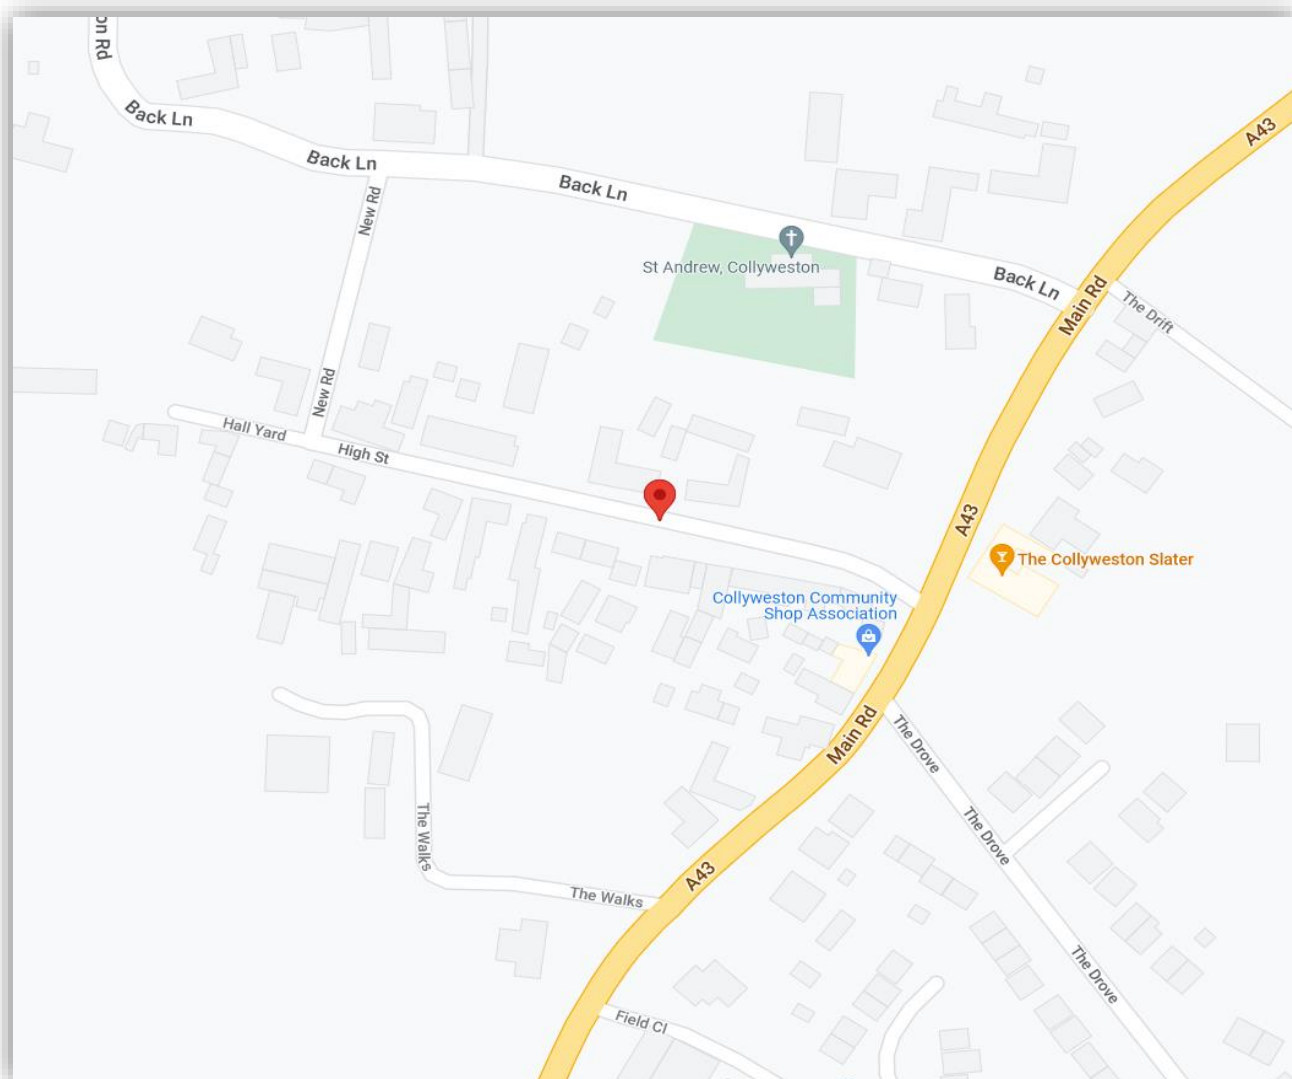 on Rd
Back Ln
Back Ln
Back Ln
A43
New Rd
St Andrew, Collyweston
Back Ln
Main Rd
The Drift
New Rd
Hall Yard
High St
A43
The Collyweston Slater
Collyweston Community
Shop Association
Main Rd
The Drove
The Walks
The Drove
A43
The Walks
The Drove
Field Cl